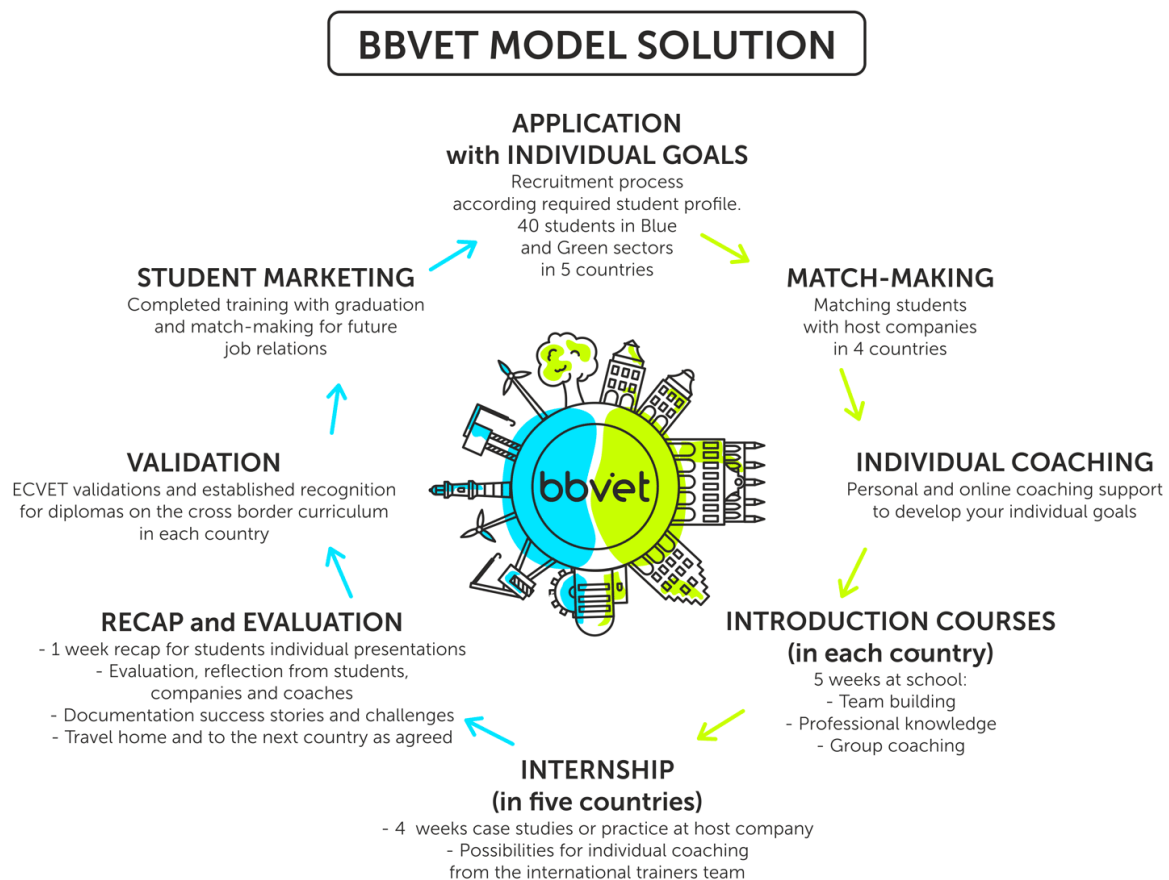 BBVET MODEL SOLUTION
APPLICATION
with INDIVIDUAL GOALS
Recruitment process
according required student profile.
40 students in Blue
and Green sectors
in 5 countries
MATCH-MAKING
Matching students
with host companies
in 4 countries
INDIVIDUAL COACHING
Personal and online coaching support
to develop your individual goals
INTRODUCTION COURSES
(in each country)
5 weeks at school:
- Team building
- Professional knowledge
- Group coaching
INTERNSHIP
(in five countries)
- 4 weeks case studies or practice at host company
- Possibilities for individual coaching
from the international trainers team
RECAP and EVALUATION
- 1 week recap for students individual presentations
- Evaluation, reflection from students,
companies and coaches
- Documentation success stories and challenges
- Travel home and to the next country as agreed
VALIDATION
ECVET validations and established recognition
for diplomas on the cross border curriculum
in each country
STUDENT MARKETING
Completed training with graduation
and match-making for future
job relations
bbvet